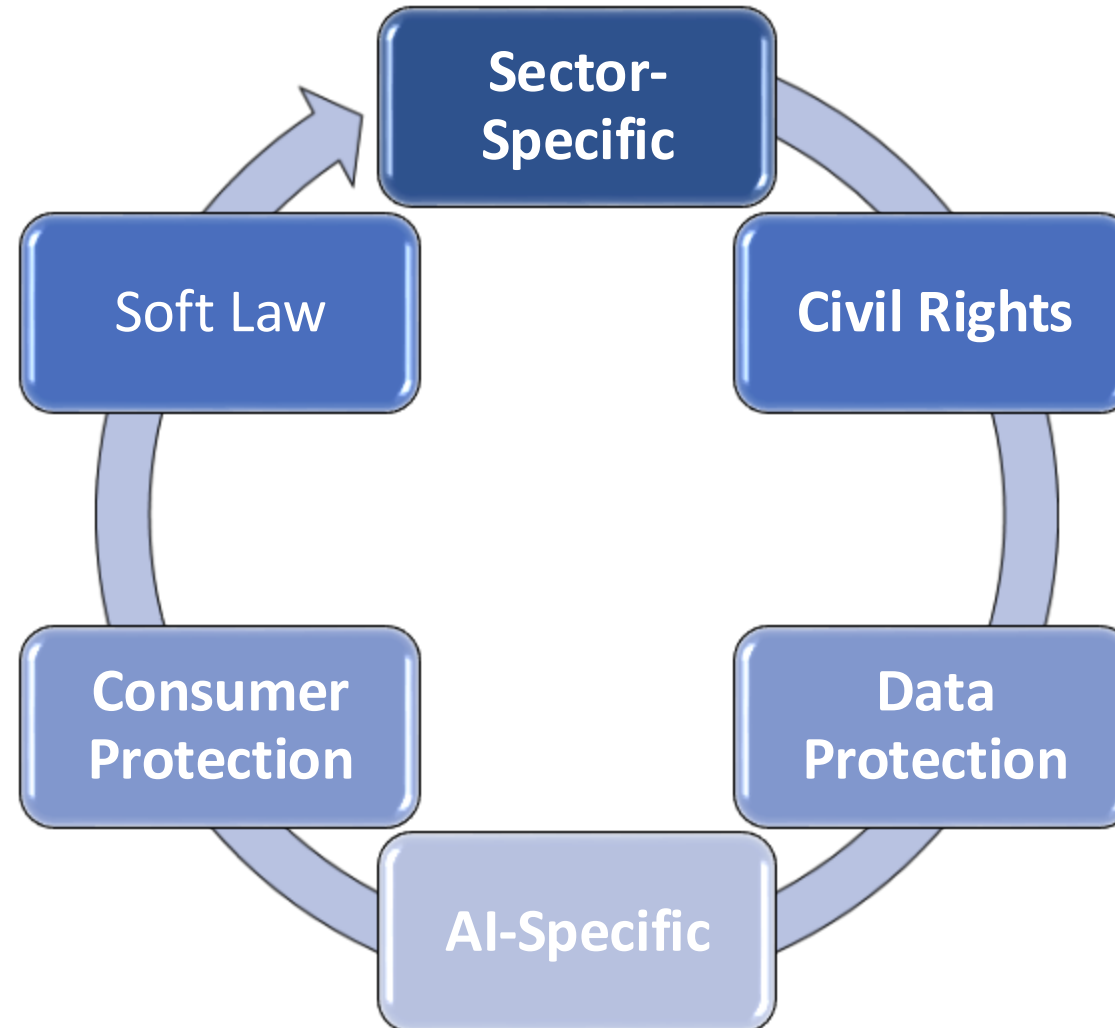 Sector-
Specific
Soft Law
Civil Rights
Consumer
Protection
Data
Protection
AI-Specific